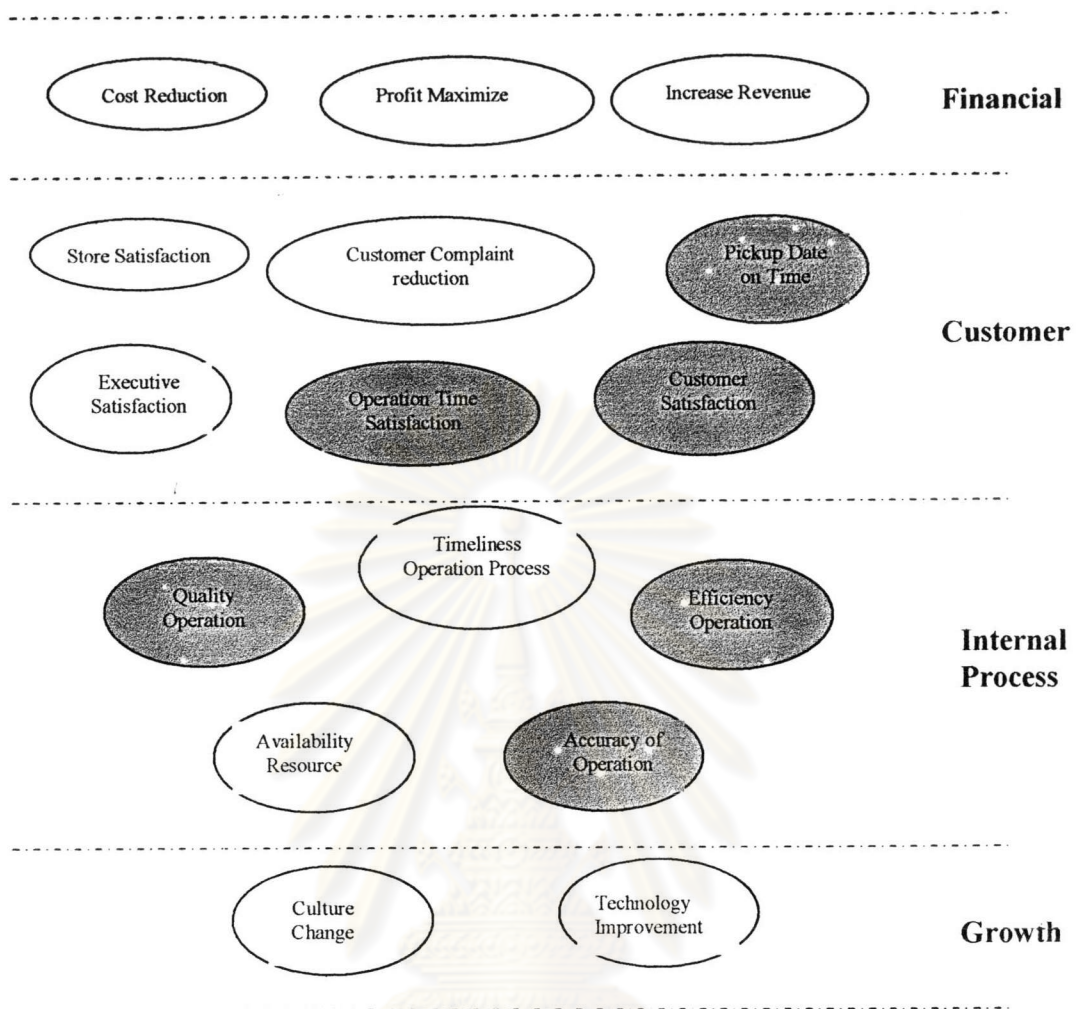 Cost Reduction
Profit Maximize
Increase Revenue
Financial
Store Satisfaction
Customer Complaint
reduction
Pickup Date
on Time
Customer
Executive
Satisfaction
Operation Time
Satisfaction
Customer
Satisfaction
Timeliness
Operation Process
Quality
Operation
Efficiency
Operation
Internal
Process
Availability
Resource
Accuracy of
Operation
Culture
Change
Technology
Improvement
Growth